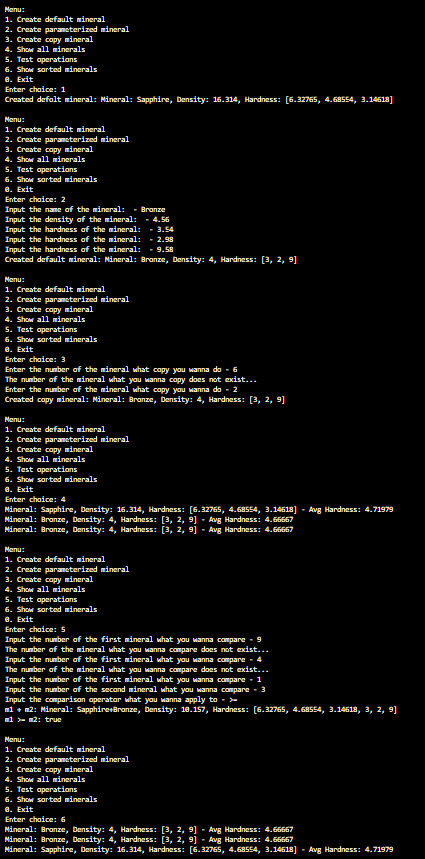 Menu:
1. Create default mineral
2. Create parameterized mineral
3. Create copy mineral
4. Show all minerals
5. Test operations
6. Show sorted minerals
0. Exit
Enter choice: 1
Created defolt mineral: Mineral: Sapphire, Density: 16.314, Hardness: [6.32765, 4.68554, 3.14618]
Menu:
1. Create default mineral
2. Create parameterized mineral
3. Create copy mineral
4. Show all minerals
5. Test operations
6. Show sorted minerals
0. Exit
Enter choice: 2
Input the name of the mineral:  - Bronze
Input the density of the mineral:  - 4.56
Input the hardness of the mineral:  - 3.54
Input the hardness of the mineral:  - 2.98
Input the hardness of the mineral:  - 9.58
Created default mineral: Mineral: Bronze, Density: 4, Hardness: [3, 2, 9]
Menu:
1. Create default mineral
2. Create parameterized mineral
3. Create copy mineral
4. Show all minerals
5. Test operations
6. Show sorted minerals
0. Exit
Enter choice: 3
Enter the number of the mineral what copy you wanna do - 6
The number of the mineral what you wanna copy does not exist...
Enter the number of the mineral what copy you wanna do - 2
Created copy mineral: Mineral: Bronze, Density: 4, Hardness: [3, 2, 9]
Menu:
1. Create default mineral
2. Create parameterized mineral
3. Create copy mineral
4. Show all minerals
5. Test operations
6. Show sorted minerals
0. Exit
Enter choice: 4
Mineral: Sapphire, Density: 16.314, Hardness: [6.32765, 4.68554, 3.14618] - Avg Hardness: 4.71979
Mineral: Bronze, Density: 4, Hardness: [3, 2, 9] - Avg Hardness: 4.66667
Mineral: Bronze, Density: 4, Hardness: [3, 2, 9] - Avg Hardness: 4.66667
Menu:
1. Create default mineral
2. Create parameterized mineral
3. Create copy mineral
4. Show all minerals
5. Test operations
6. Show sorted minerals
0. Exit
Enter choice: 5
Input the number of the first mineral what you wanna compare - 9
The number of the mineral what you wanna compare does not exist...
Input the number of the first mineral what you wanna compare - 4
The number of the mineral what you wanna compare does not exist...
Input the number of the first mineral what you wanna compare - 1
Input the number of the second mineral what you wanna compare - 3
Input the comparison operator what you wanna apply to - >=
m1 + m2: Mineral: Sapphire+Bronze, Density: 10.157, Hardness: [6.32765, 4.68554, 3.14618, 3, 2, 9]
m1 >= m2: true
Menu:
1. Create default mineral
2. Create parameterized mineral
3. Create copy mineral
4. Show all minerals
5. Test operations
6. Show sorted minerals
0. Exit
Enter choice: 6
Mineral: Bronze, Density: 4, Hardness: [3, 2, 9] - Avg Hardness: 4.66667
Mineral: Bronze, Density: 4, Hardness: [3, 2, 9] - Avg Hardness: 4.66667
Mineral: Sapphire, Density: 16.314, Hardness: [6.32765, 4.68554, 3.14618] - Avg Hardness: 4.71979